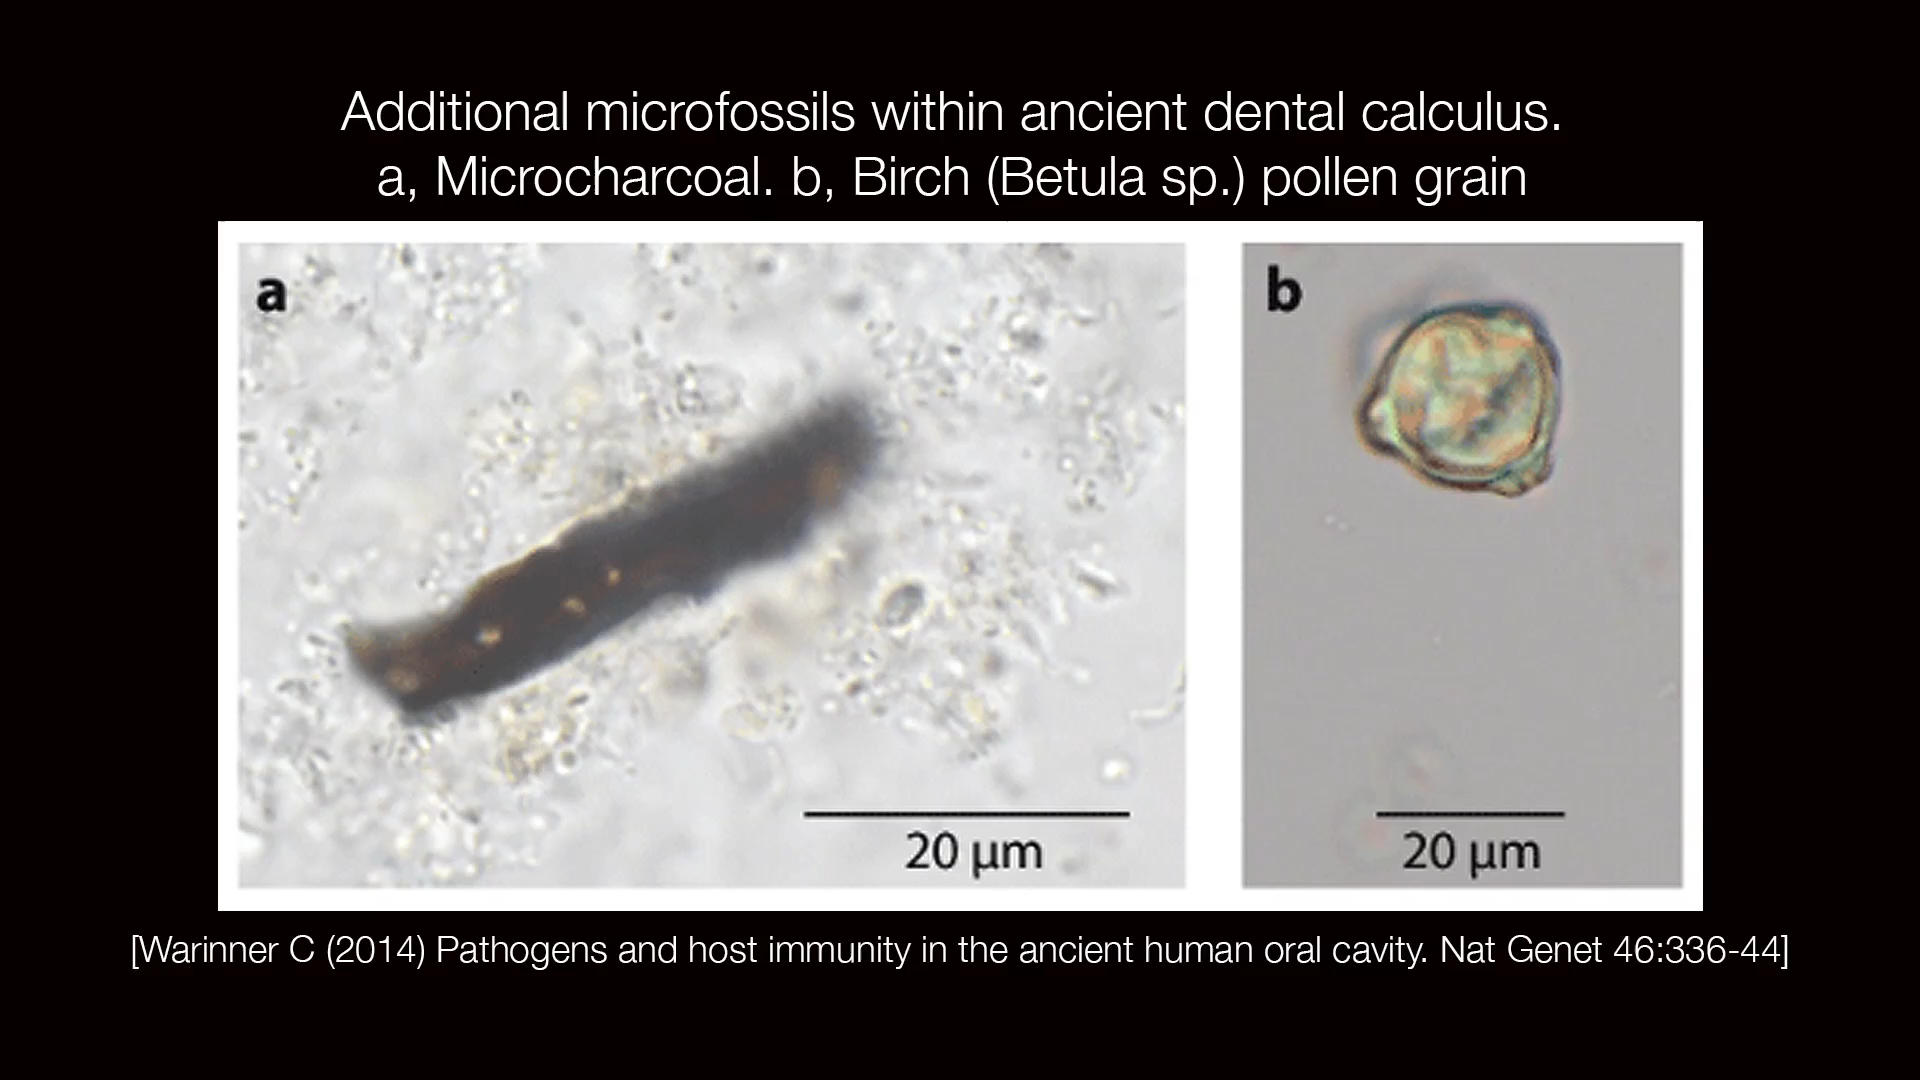 Additional microfossils within ancient dental calculus.
a, Microcharcoal. b, Birch (Betula sp.) pollen grain
a
b
20 µm
20 µm
[Warinner C (2014) Pathogens and host immunity in the ancient human oral cavity. Nat Genet 46:336-44]